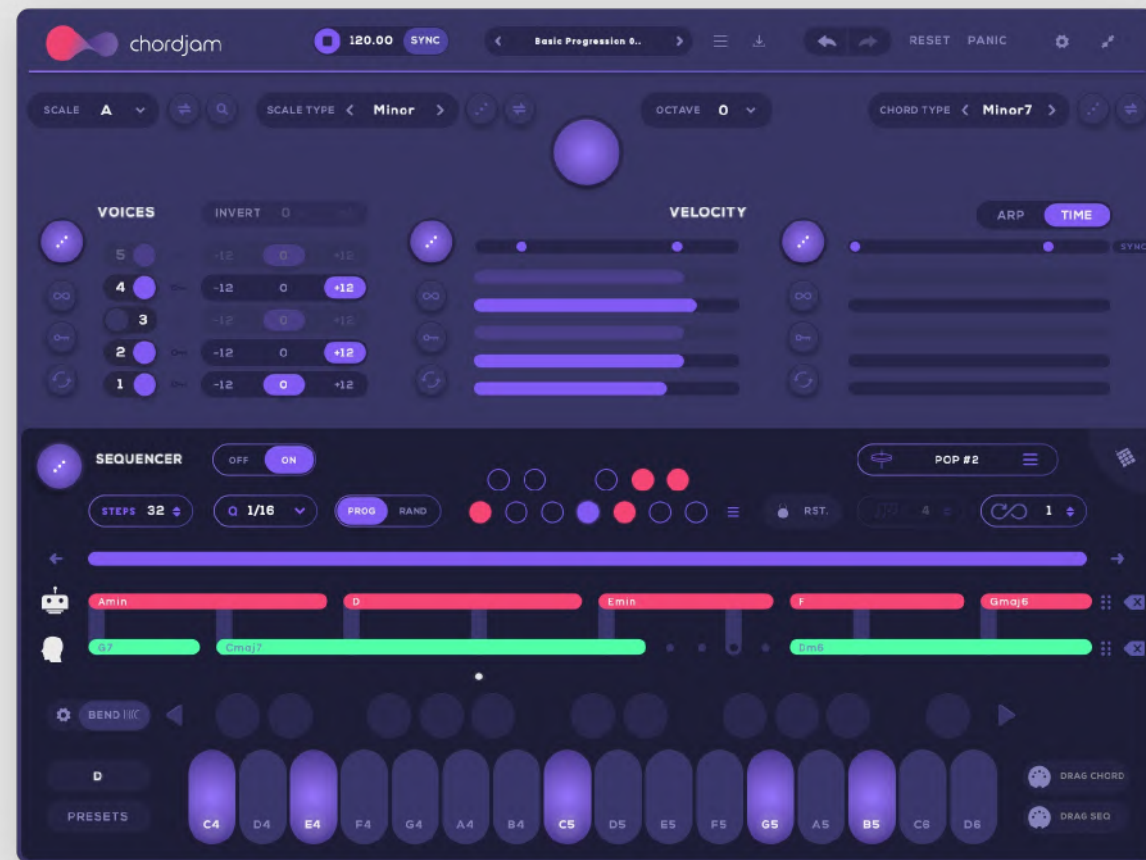 chordjam 120.00 SYNC Basic Progression 0.. RESET PANIC
SCALE A SCALE TYPE Minor OCTAVE 0 CHORD TYPE Minor7
VOICES INVERT 0 VELOCITY ARP TIME
5 -12 0 +12 SYNC
4 -12 0 +12
3 -12 0 +12
2 -12 0 +12
1 -12 0 +12
SEQUENCER OFF ON POP #2
STEPS 32 Q 1/16 PROG RAND RST. 4 1
Amin D Emin F Gmaj6
G7 Cmaj7 Dm6
BEND
D
PRESETS
C4 D4 E4 F4 G4 A4 B4 C5 D5 E5 F5 G5 A5 B5 C6 D6
DRAG CHORD
DRAG SEQ